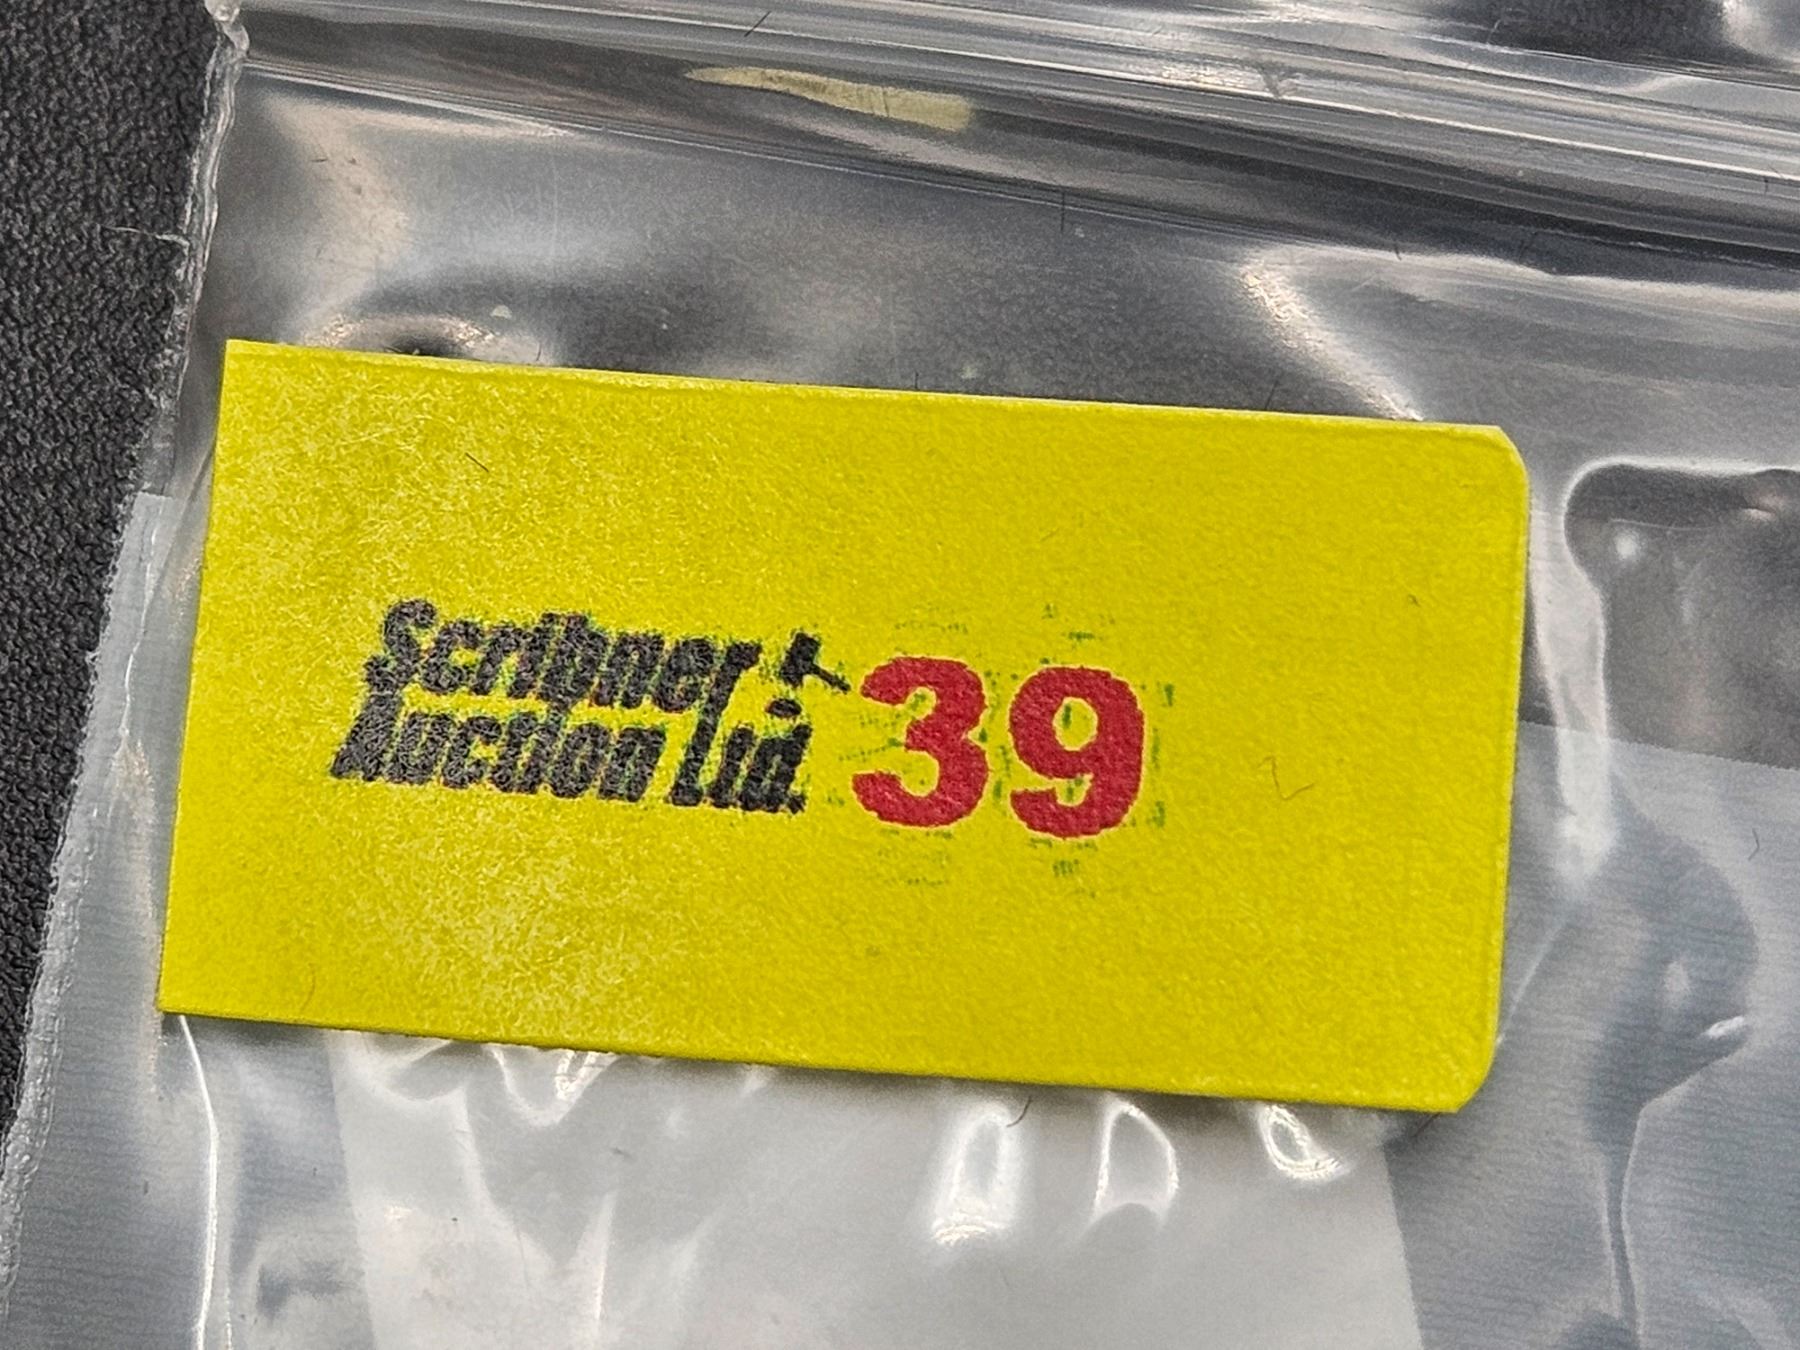 Scribner
Auction Ltd.
39